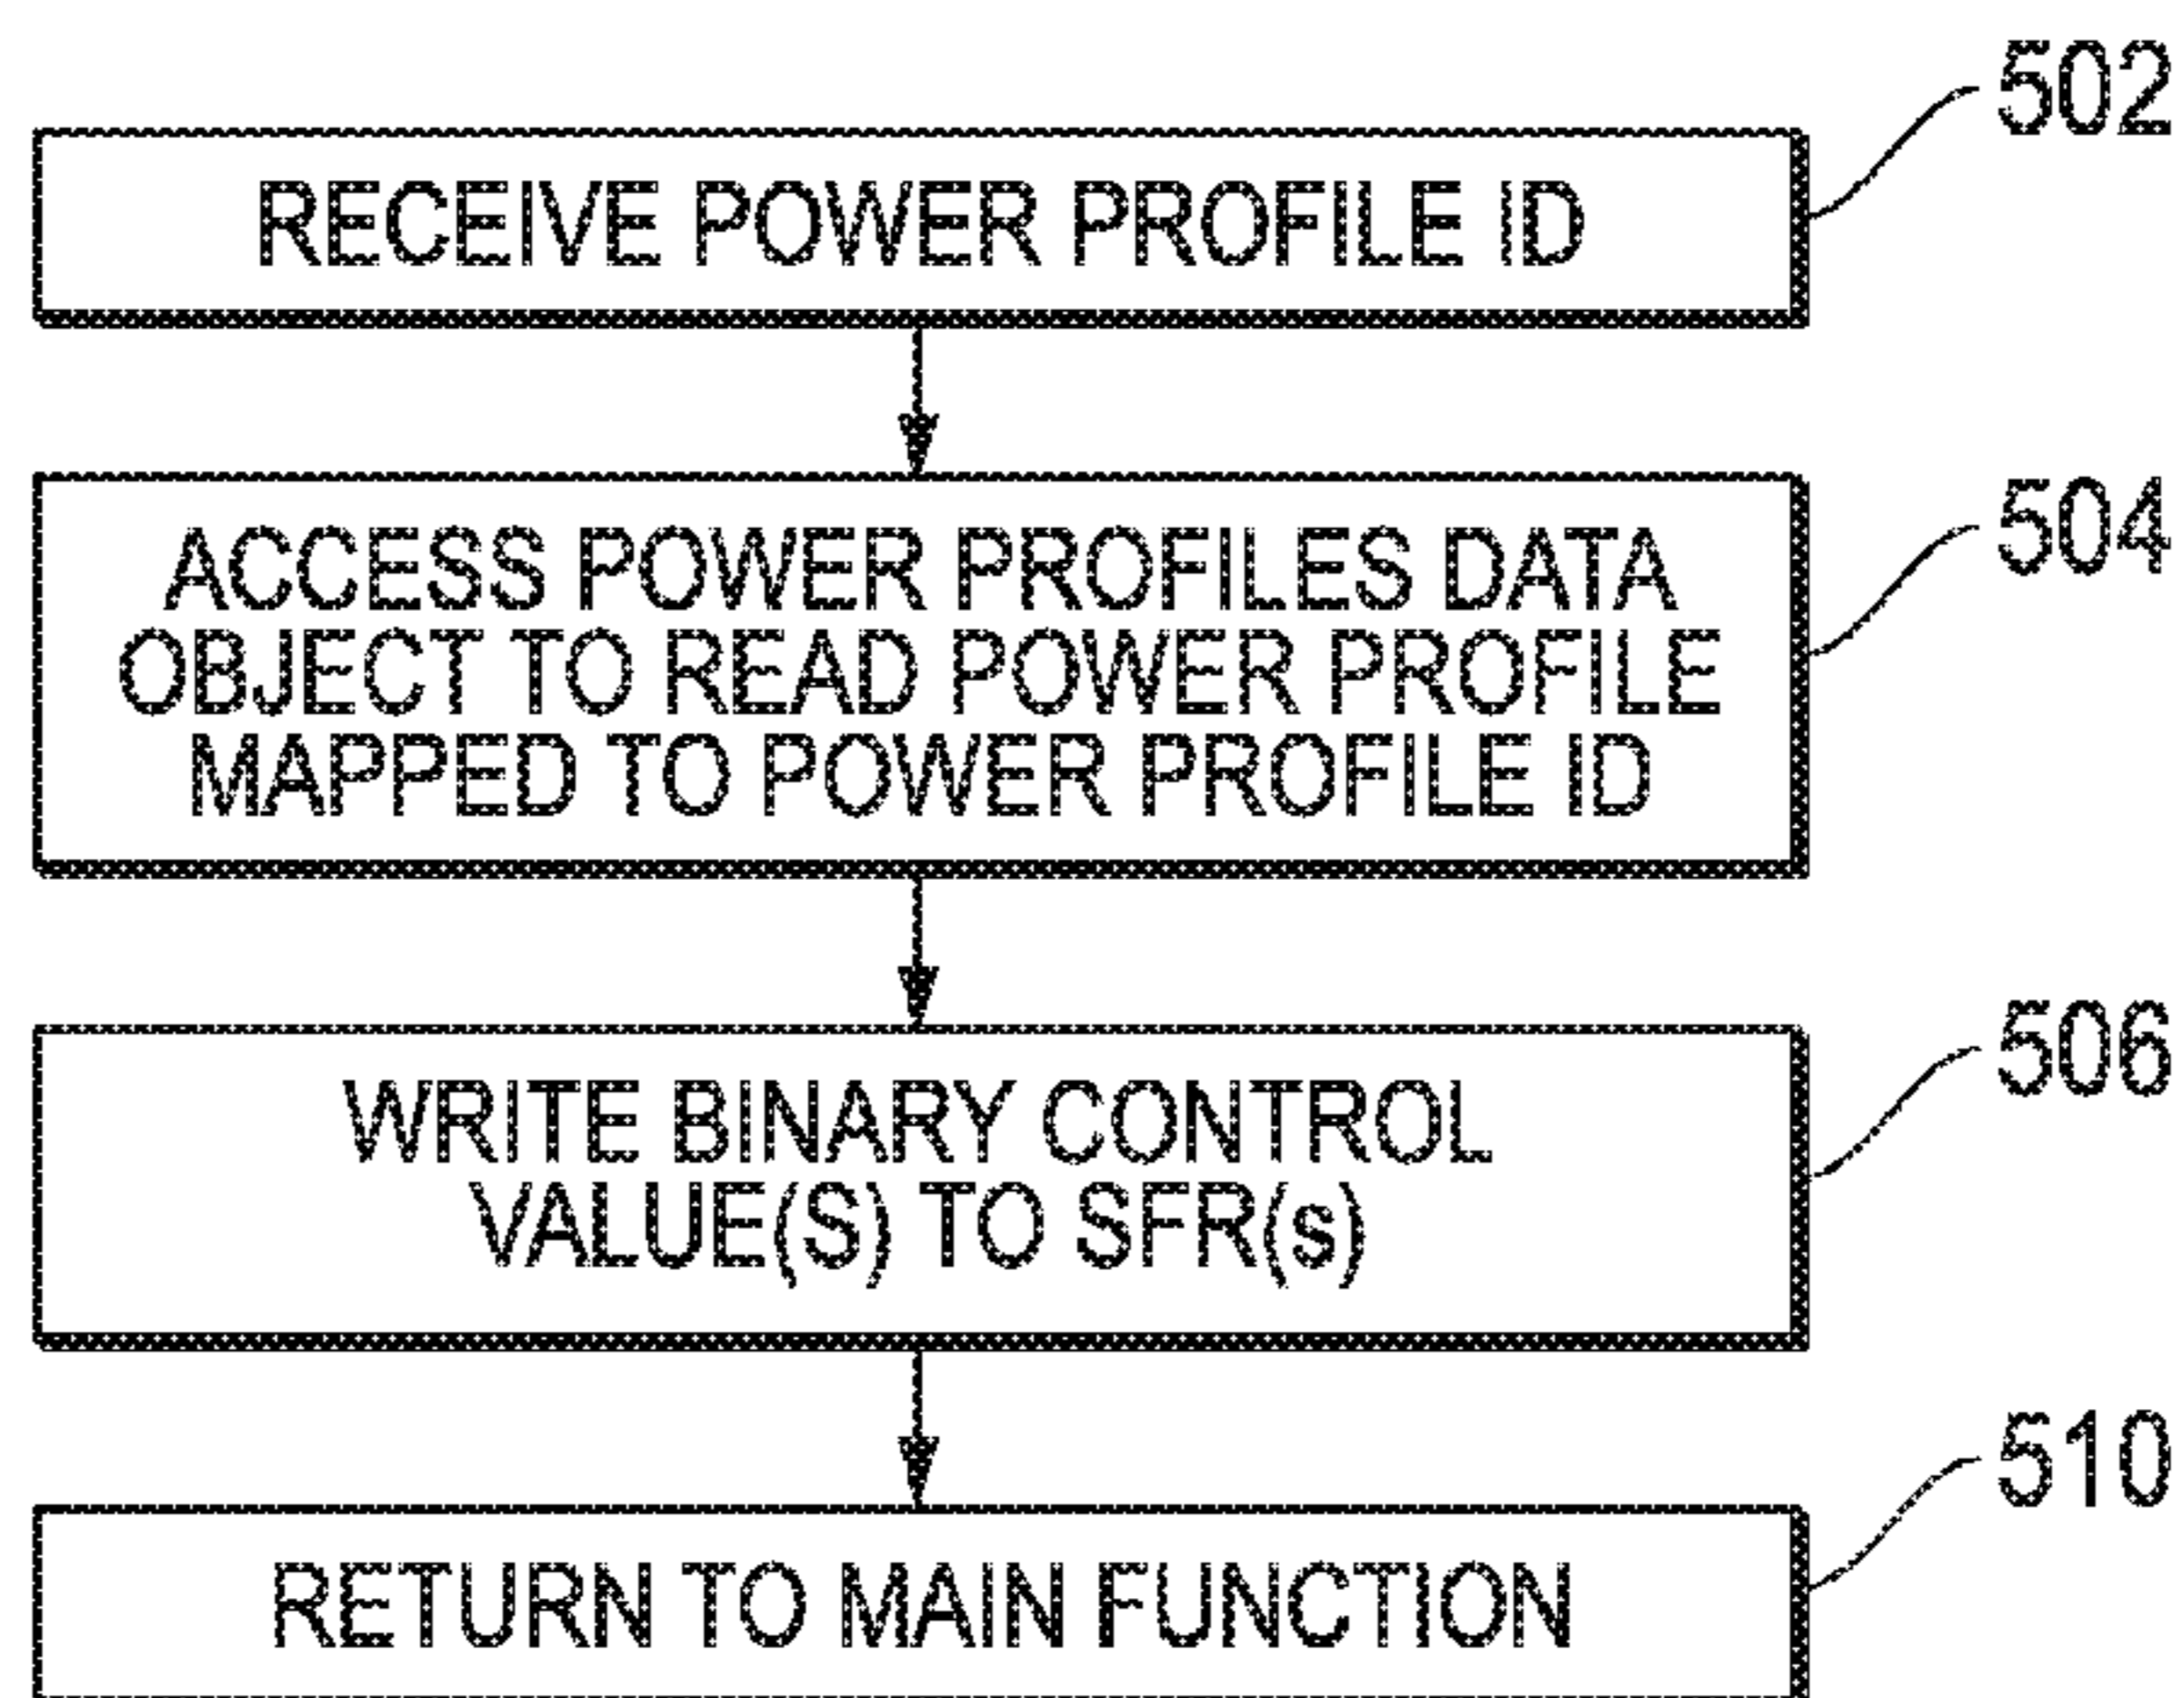 502
RECEIVE POWER PROFILE ID
504
ACCESS POWER PROFILES DATA
OBJECT TO READ POWER PROFILE
MAPPED TO POWER PROFILE ID
506
WRITE BINARY CONTROL
VALUE(S) TO SFR(s)
510
RETURN TO MAIN FUNCTION